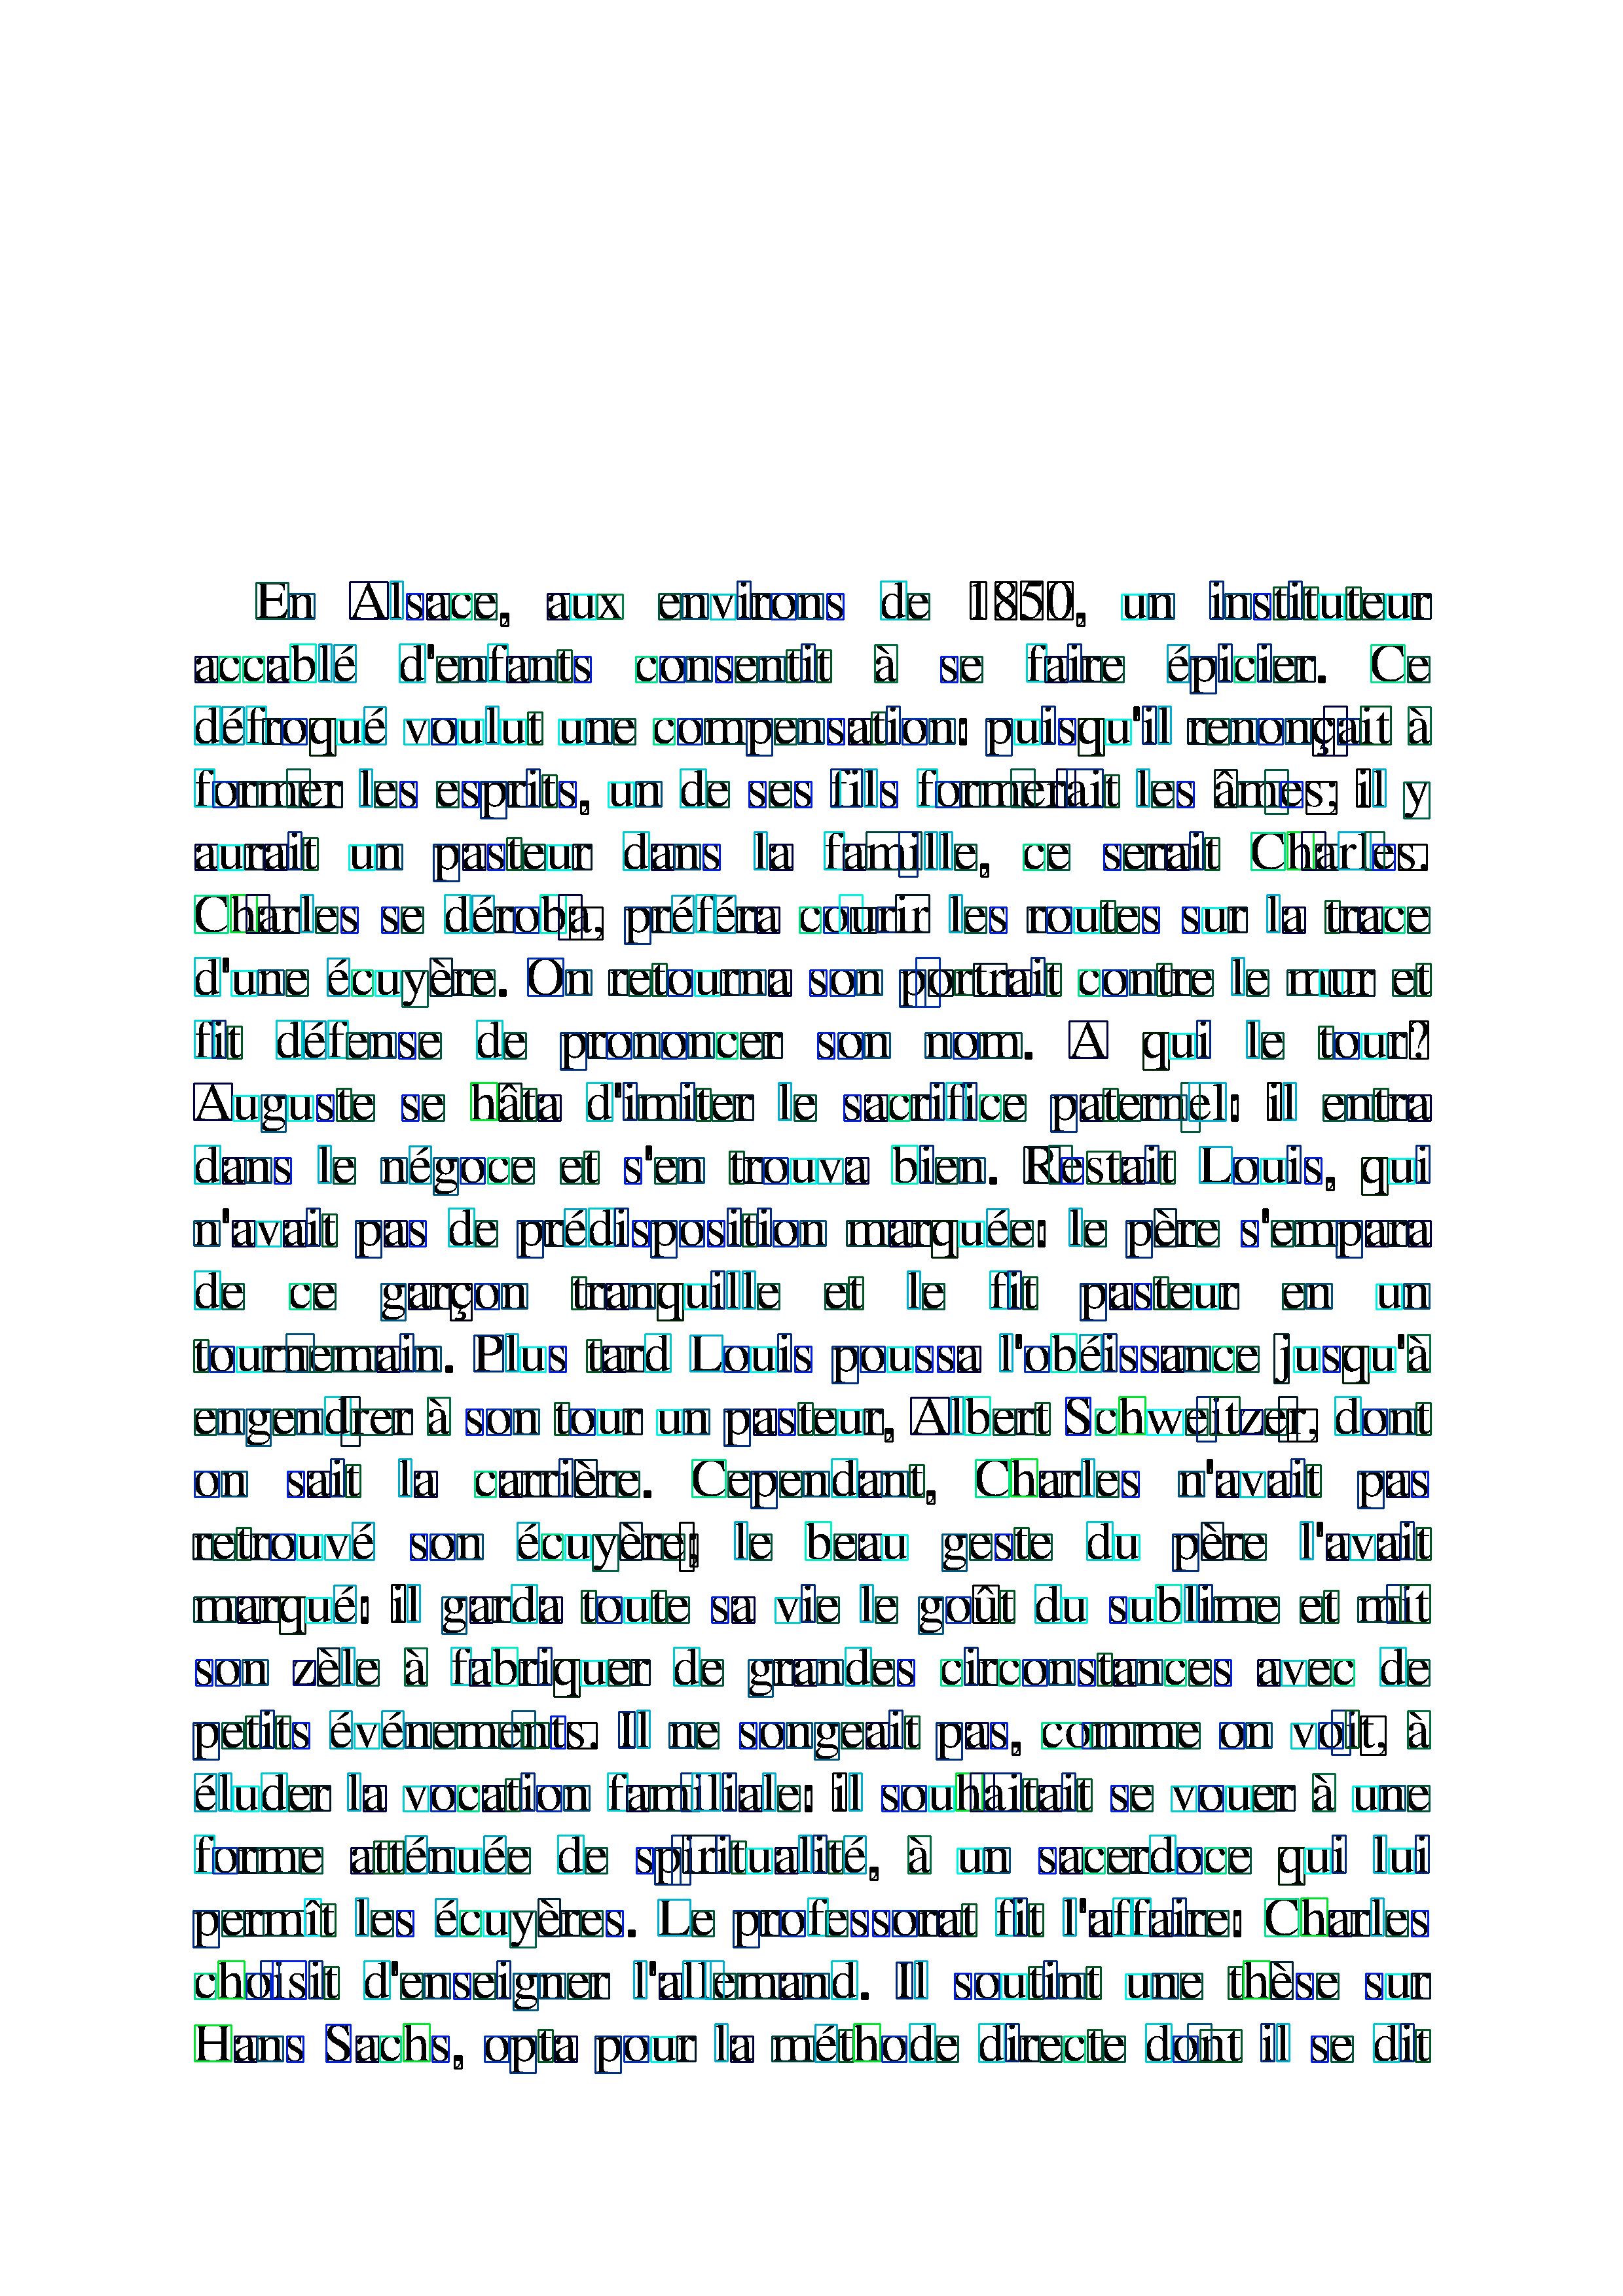 En Alsace, aux environs de 1850, un instituteur
accablé d'enfants consentit à se faire épicier. Ce
défroqué voulut une compensation: puisqu'il renonçait à
former les esprits, un de ses fils formerait les âmes; il y
aurait un pasteur dans la famille, ce serait Charles.
Charles se déroba, préféra courir les routes sur la trace
d'une écuyère. On retourna son portrait contre le mur et
fit défense de prononcer son nom. A qui le tour?
Auguste se hâta d'imiter le sacrifice paternel: il entra
dans le négoce et s'en trouva bien. Restait Louis, qui
n'avait pas de prédisposition marquée: le père s'empara
de ce garçon tranquille et le fit pasteur en un
tournemain. Plus tard Louis poussa l'obéissance jusqu'à
engendrer à son tour un pasteur, Albert Schweitzer, dont
on sait la carrière. Cependant, Charles n'avait pas
retrouvé son écuyère; le beau geste du père l'avait
marqué: il garda toute sa vie le goût du sublime et mit
son zèle à fabriquer de grandes circonstances avec de
petits événements. Il ne songeait pas, comme on voit, à
éluder la vocation familiale: il souhaitait se vouer à une
forme atténuée de spiritualité, à un sacerdoce qui lui
permît les écuyères. Le professorat fit l'affaire: Charles
choisit d'enseigner l'allemand. Il soutint une thèse sur
Hans Sachs, opta pour la méthode directe dont il se dit